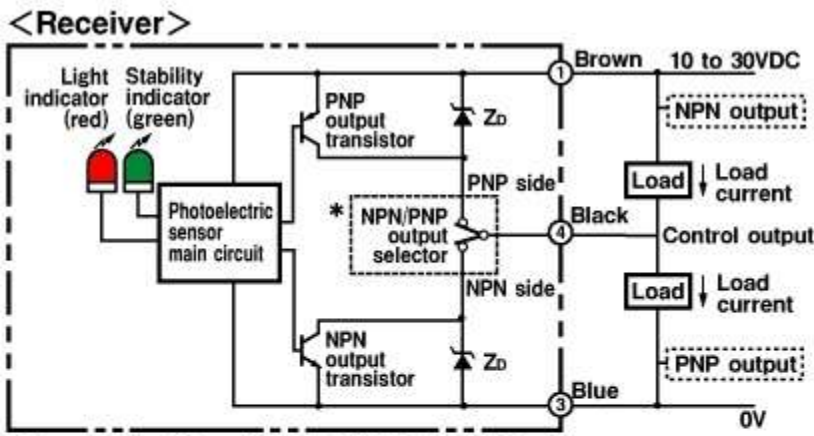 <Receiver>
Light
indicator
(red)
Stability
indicator
(green)
PNP
output
transistor
ZD
① Brown 10 to 30VDC
NPN output
Load
Load
current
PNP side
Photoelectric
sensor
main circuit
*
NPN/PNP
output
selector
④ Black
Control output
NPN side
Load
Load
current
NPN
output
transistor
ZD
PNP output
③ Blue
0V